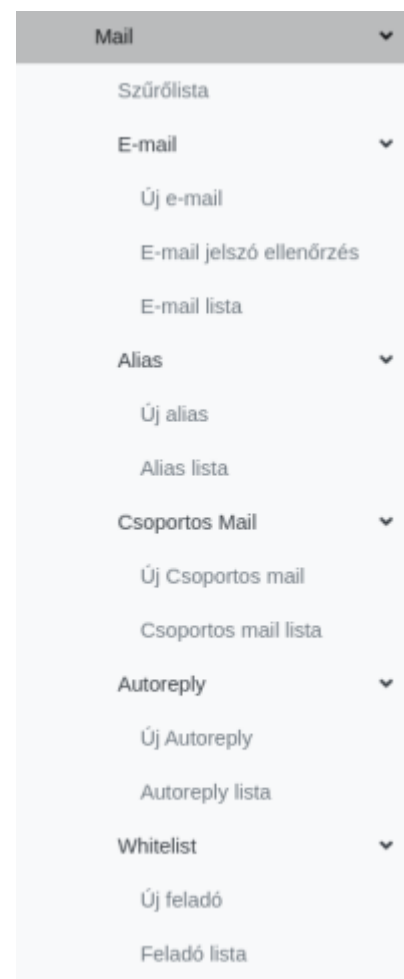 Mail
Szűrőlista
E-mail
Új e-mail
E-mail jelszó ellenőrzés
E-mail lista
Alias
Új alias
Alias lista
Csoportos Mail
Új Csoportos mail
Csoportos mail lista
Autoreply
Új Autoreply
Autoreply lista
Whitelist
Új feladó
Feladó lista